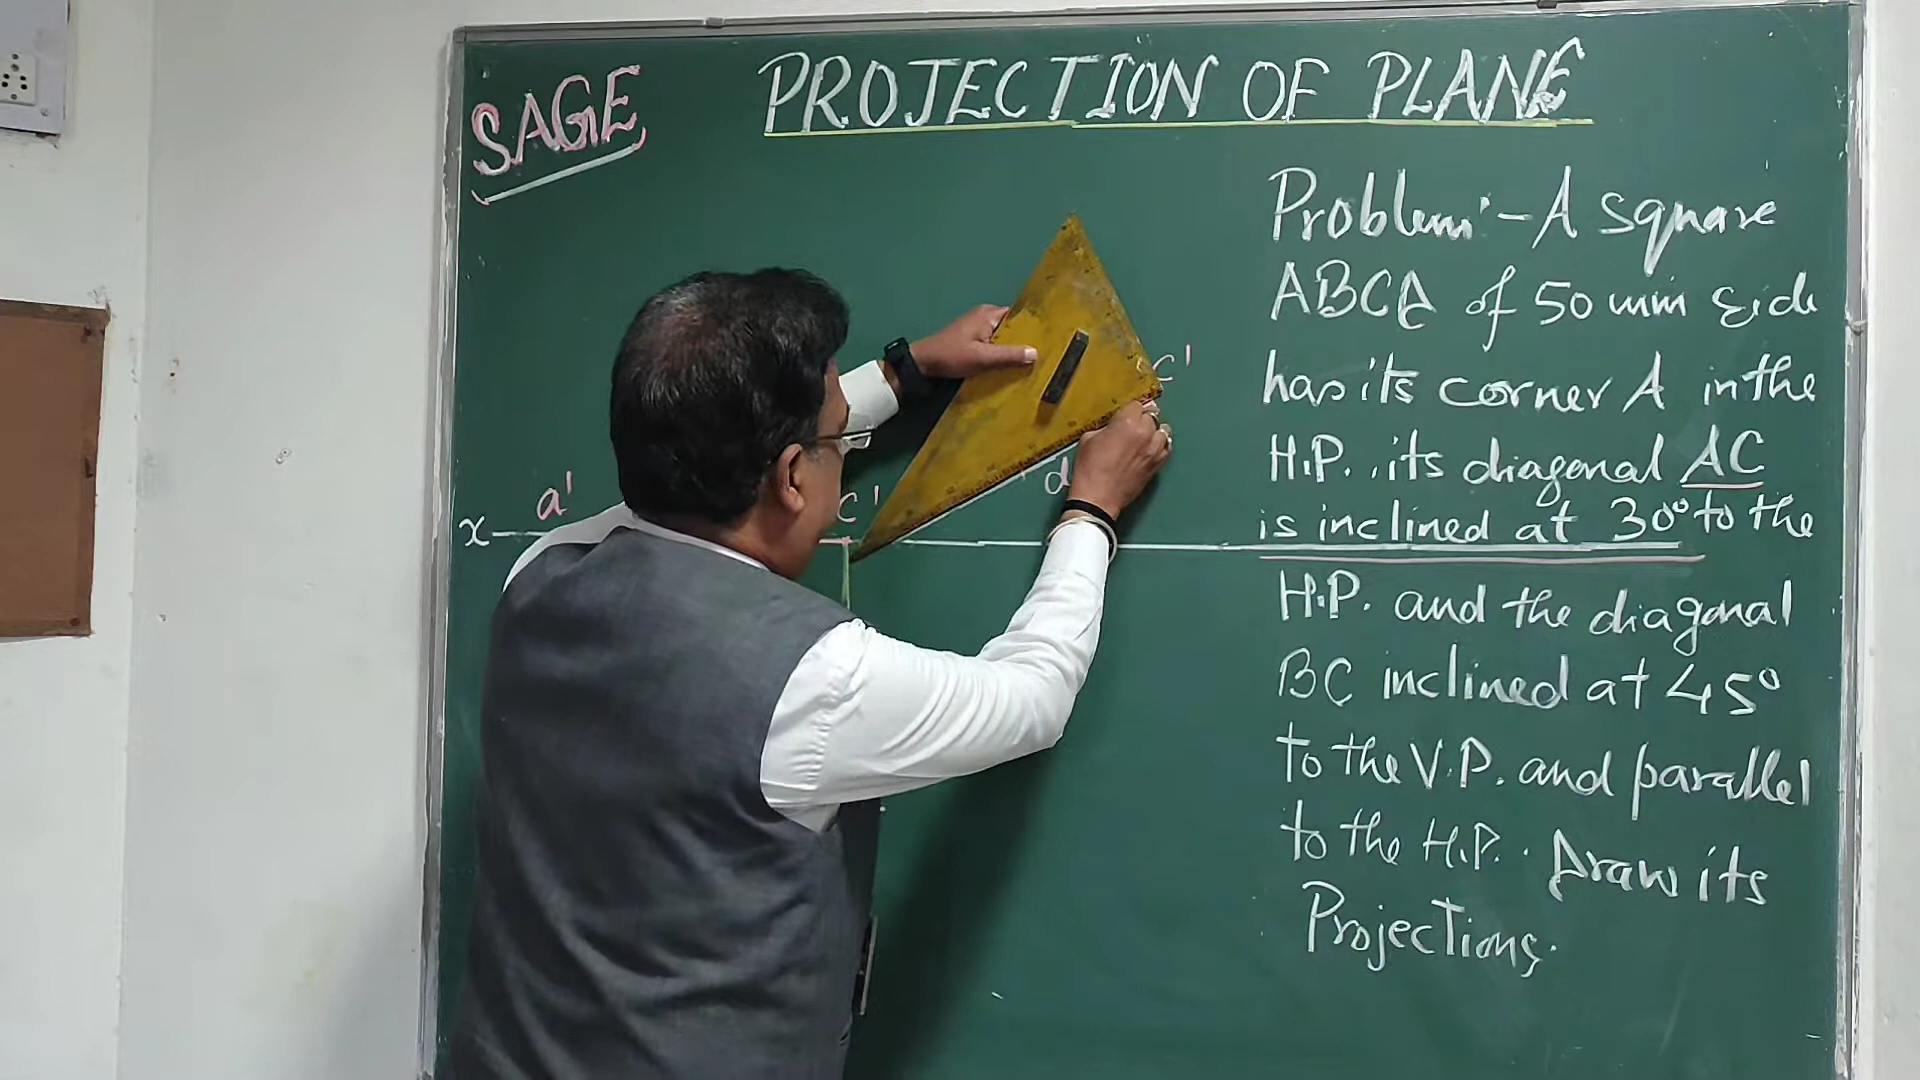 SAGE
PROJECTION OF PLANE
Problem:- A square
ABCD of 50 mm side
has its corner A in the
H.P., its diagonal AC
is inclined at 30° to the
H.P. and the diagonal
BC inclined at 45°
to the V.P. and parallel
to the H.P. Draw its
Projections.
c'
d
a'
c'
x